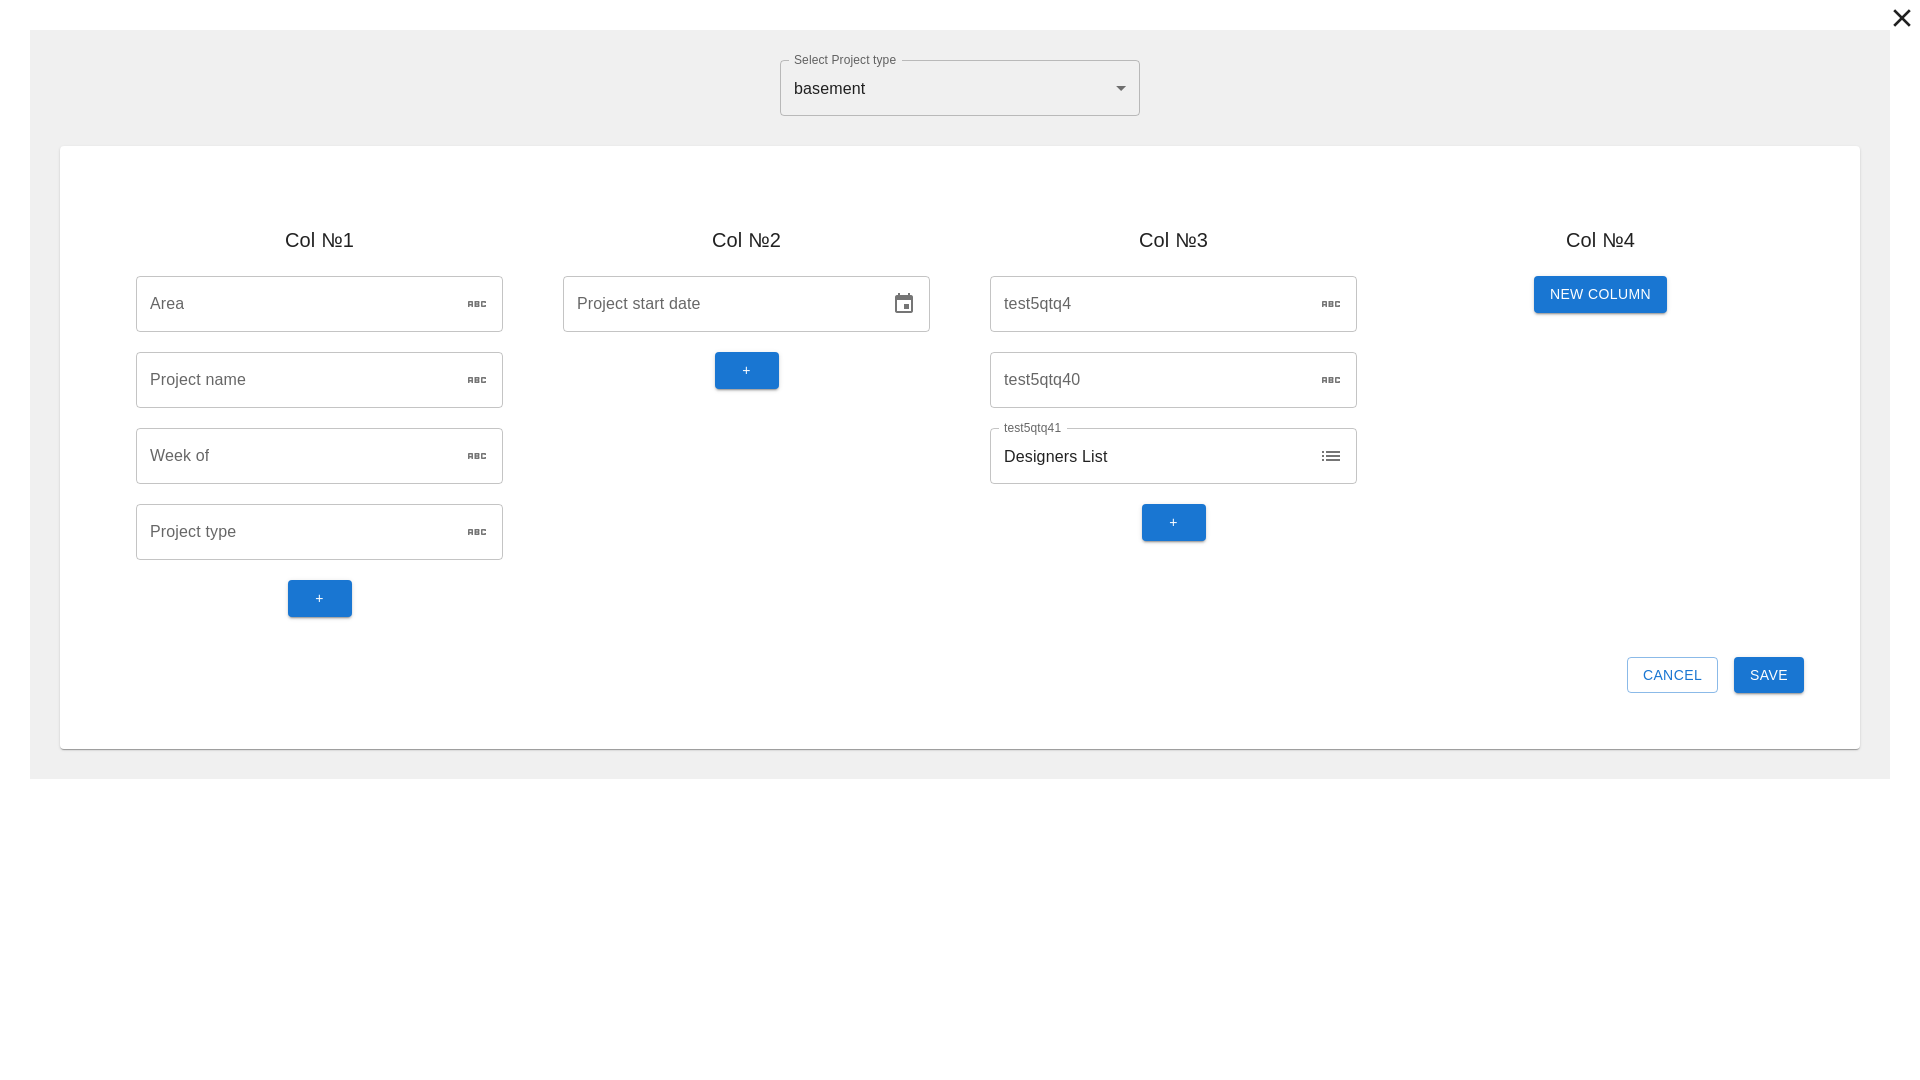 Select Project type
basement
Col №1
Area
ABC
Project name
ABC
Week of
ABC
Project type
ABC
+
Col №2
Project start date
+
Col №3
test5qtq4
ABC
test5qtq40
ABC
test5qtq41
Designers List
+
Col №4
NEW COLUMN
CANCEL
SAVE